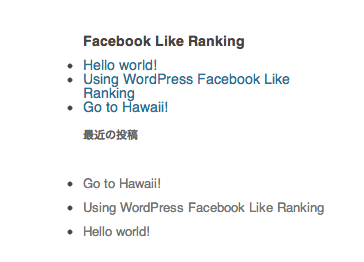 Facebook Like Ranking
Hello world!
Using WordPress Facebook Like
Ranking
Go to Hawaii!
最近の投稿
Go to Hawaii!
Using WordPress Facebook Like Ranking
Hello world!